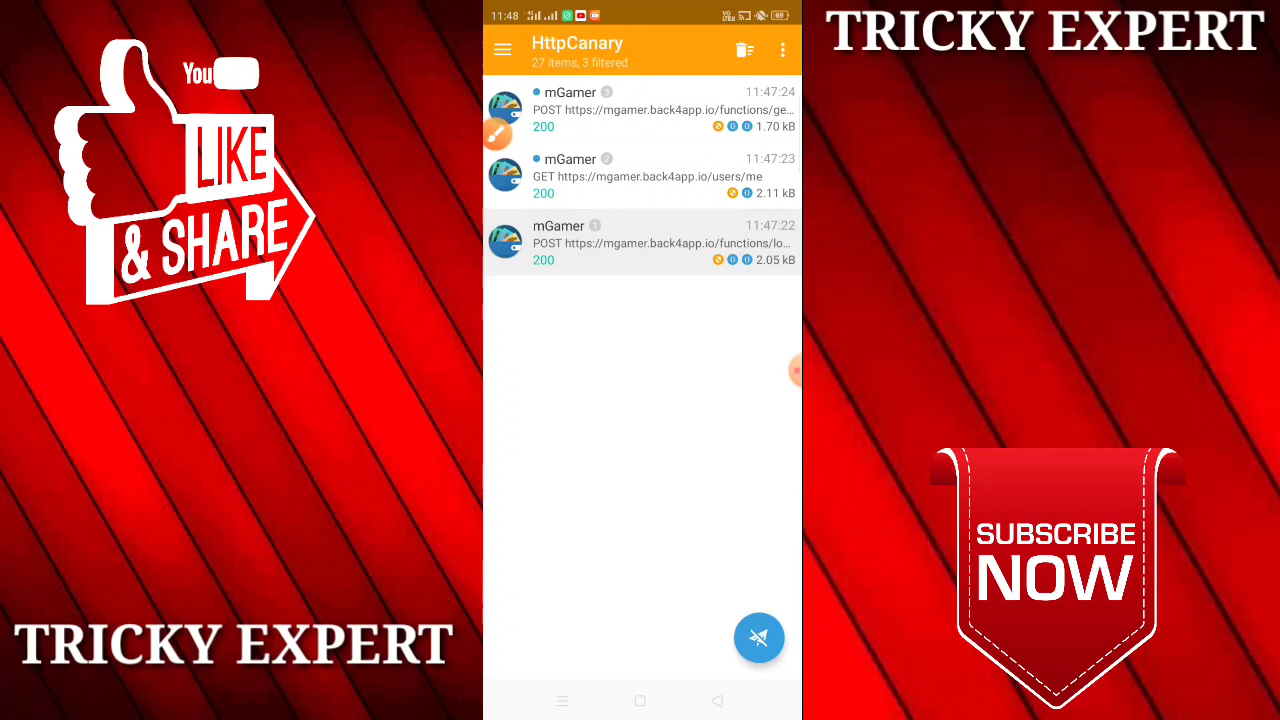 You
LIKE
& SHARE
TRICKY EXPERT
11:48
VO
LTE
69
HttpCanary
27 items, 3 filtered
mGamer 3
11:47:24
POST https://mgamer.back4app.io/functions/ge...
200
1.70 kB
mGamer 2
11:47:23
GET https://mgamer.back4app.io/users/me
200
2.11 kB
mGamer 1
11:47:22
POST https://mgamer.back4app.io/functions/lo...
200
2.05 kB
TRICKY EXPERT
SUBSCRIBE
NOW